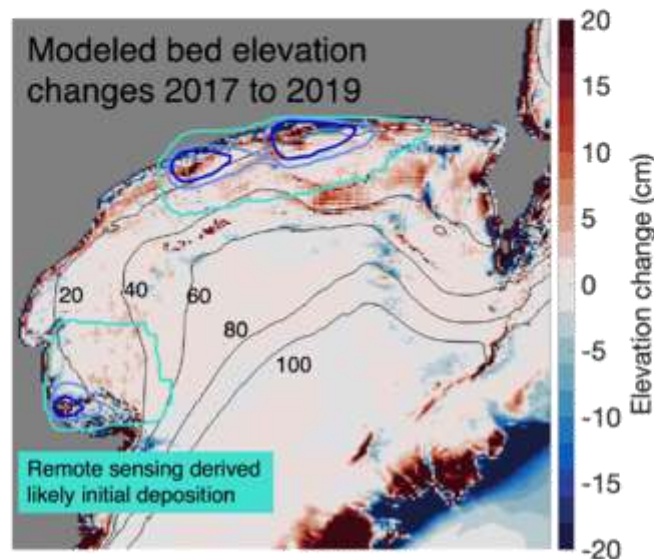 Modeled bed elevation
changes 2017 to 2019
20
40
60
80
100
Remote sensing derived
likely initial deposition
20
15
10
5
0
-5
-10
-15
-20
Elevation change (cm)